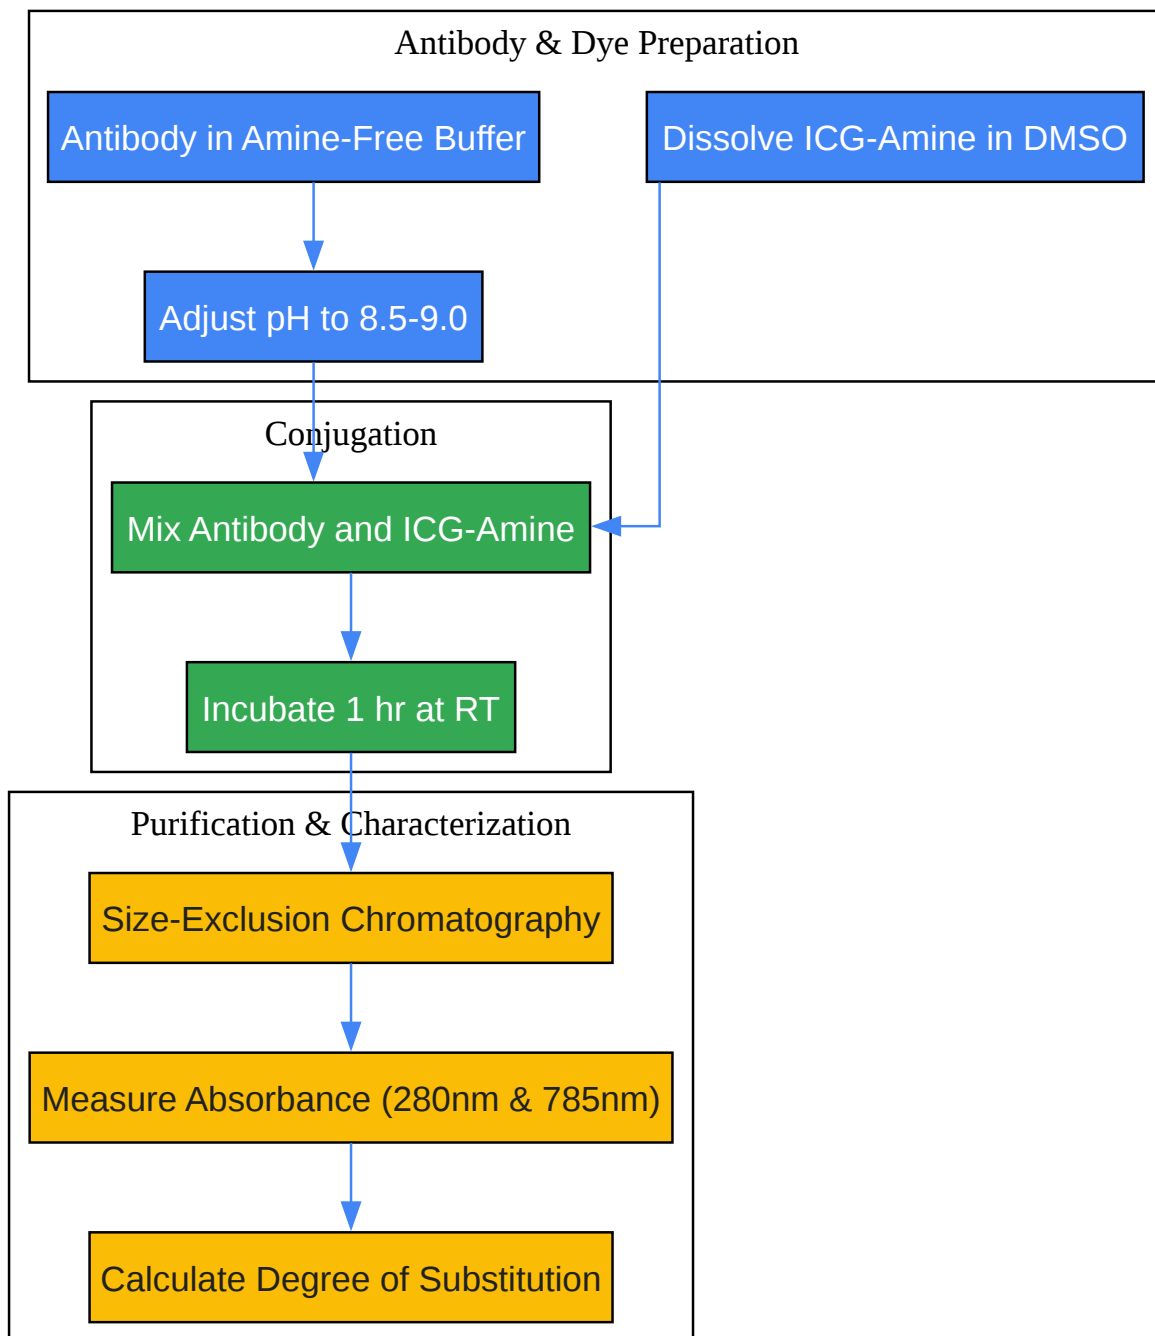 Antibody & Dye Preparation
Antibody in Amine-Free Buffer
Dissolve ICG-Amine in DMSO
Adjust pH to 8.5-9.0
Conjugation
Mix Antibody and ICG-Amine
Incubate 1 hr at RT
Purification & Characterization
Size-Exclusion Chromatography
Measure Absorbance (280nm & 785nm)
Calculate Degree of Substitution